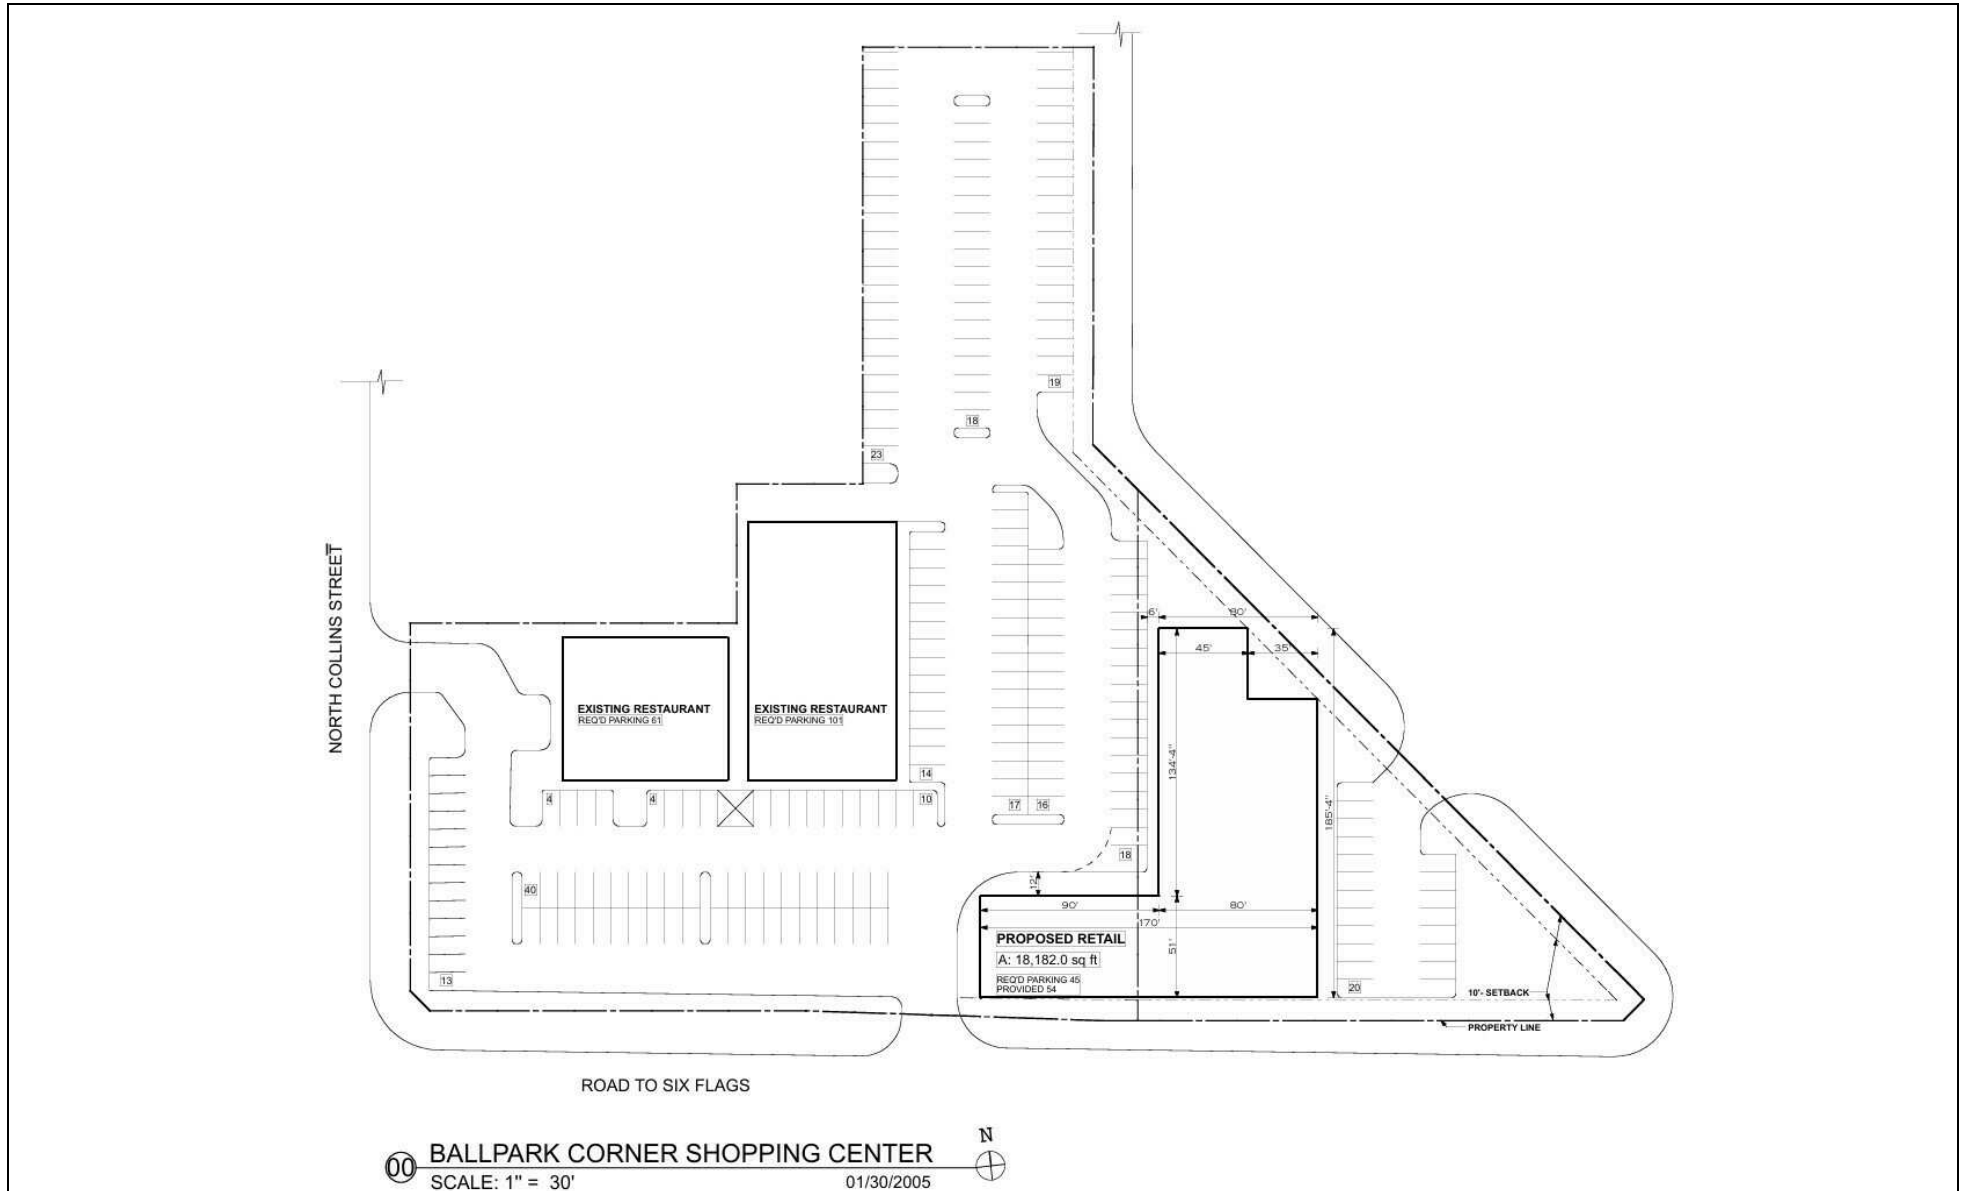 19
18
23
NORTH COLLINS STREET
6'
80'
45'
35'
EXISTING RESTAURANT
REQ'D PARKING 61
EXISTING RESTAURANT
REQ'D PARKING 101
134'-4"
14
4
4
10
17
16
185'-4"
18
12'
40
90'
80'
170'
PROPOSED RETAIL
A: 18,182.0 sq ft
51'
REQ'D PARKING 45
PROVIDED 54
13
20
10'- SETBACK
PROPERTY LINE
ROAD TO SIX FLAGS
N
00
BALLPARK CORNER SHOPPING CENTER
SCALE: 1" = 30'
01/30/2005